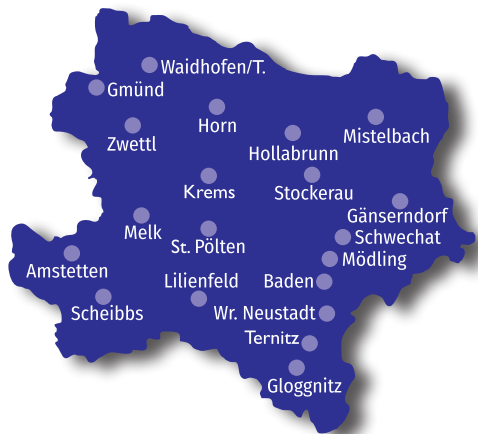 Waidhofen/T.
Gmünd
Horn
Zwettl
Mistelbach
Hollabrunn
Krems
Stockerau
Gänserndorf
Melk
St. Pölten
Schwechat
Mödling
Amstetten
Lilienfeld
Baden
Scheibbs
Wr. Neustadt
Ternitz
Gloggnitz